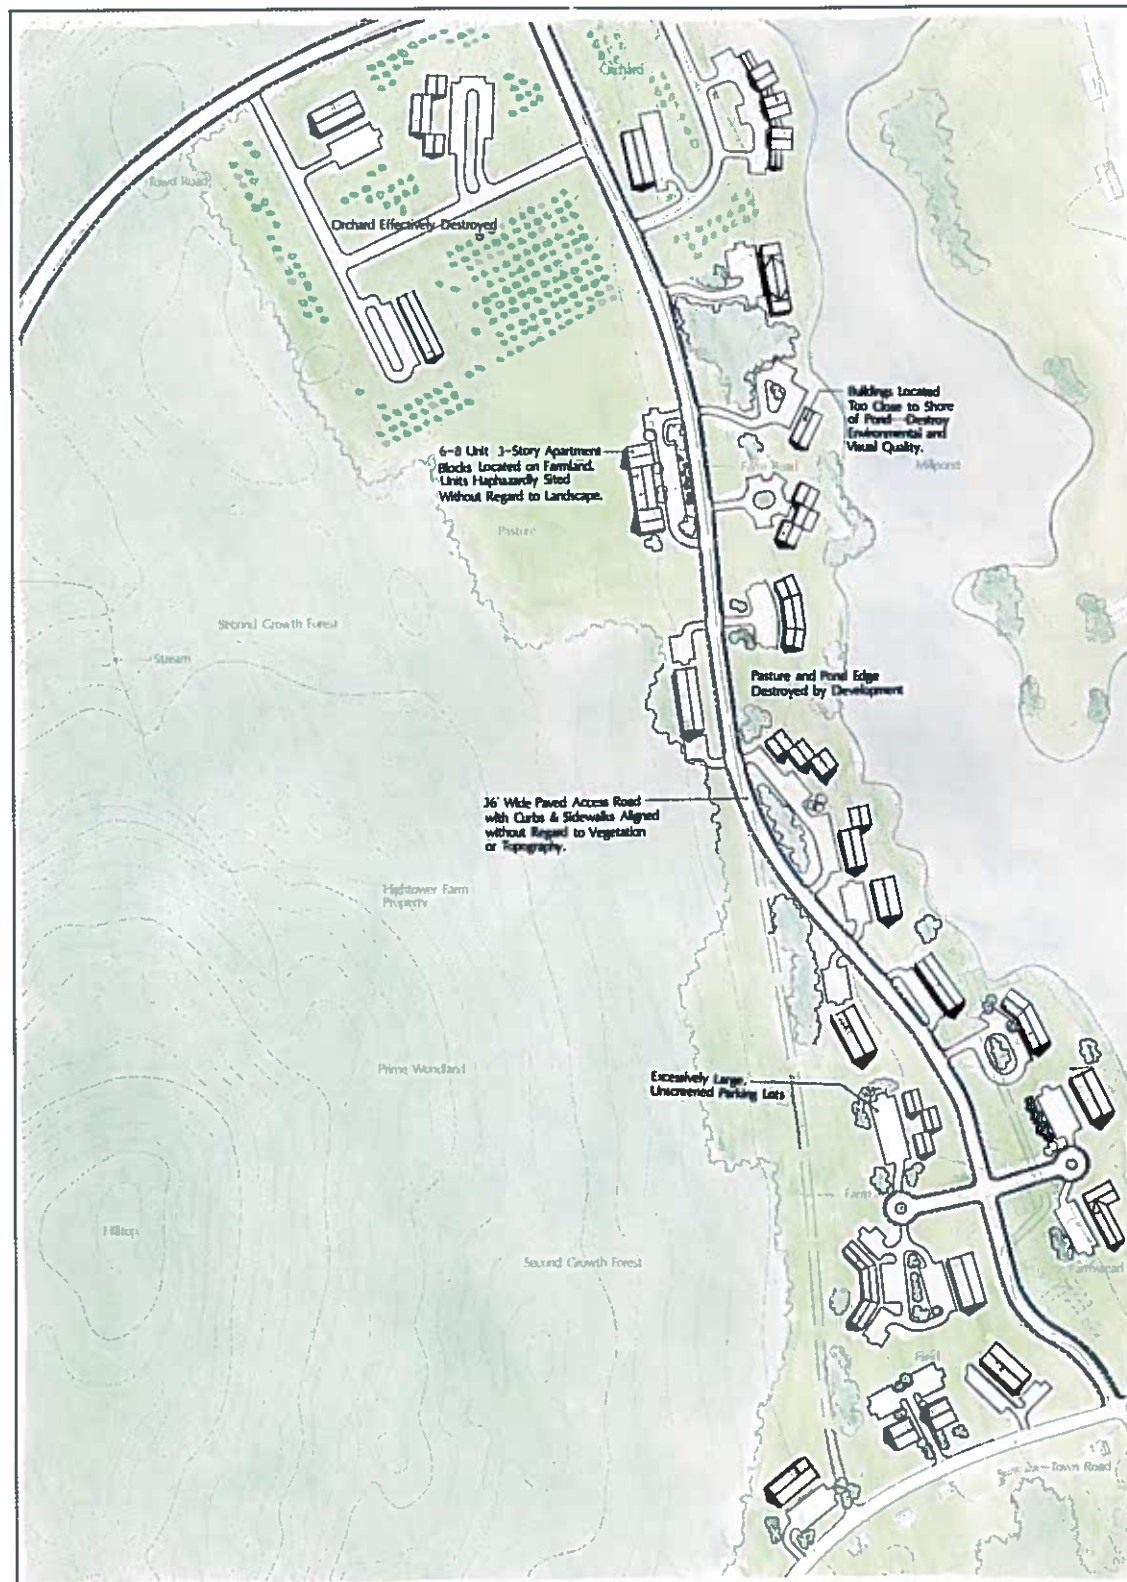 Orchard
Town Road
Orchard Effectively Destroyed
Buildings Located
Too Close to Shore
of Pond Destroy
Environmental and
Visual Quality.
6-8 Unit 3-Story Apartment
Blocks Located on Farmland.
Units Haphazardly Sited
Without Regard to Landscape.
Farm Road
Millpond
Pasture
Second Growth Forest
Stream
Pasture and Pond Edge
Destroyed by Development
36' Wide Paved Access Road
with Curbs & Sidewalks Aligned
without Regard to Vegetation
or Topography.
Hightower Farm
Property
Prime Woodland
Excessively Large,
Unscreened Parking Lots
Farm
Hilltop
Second Growth Forest
Farmstead
Field
Town Road